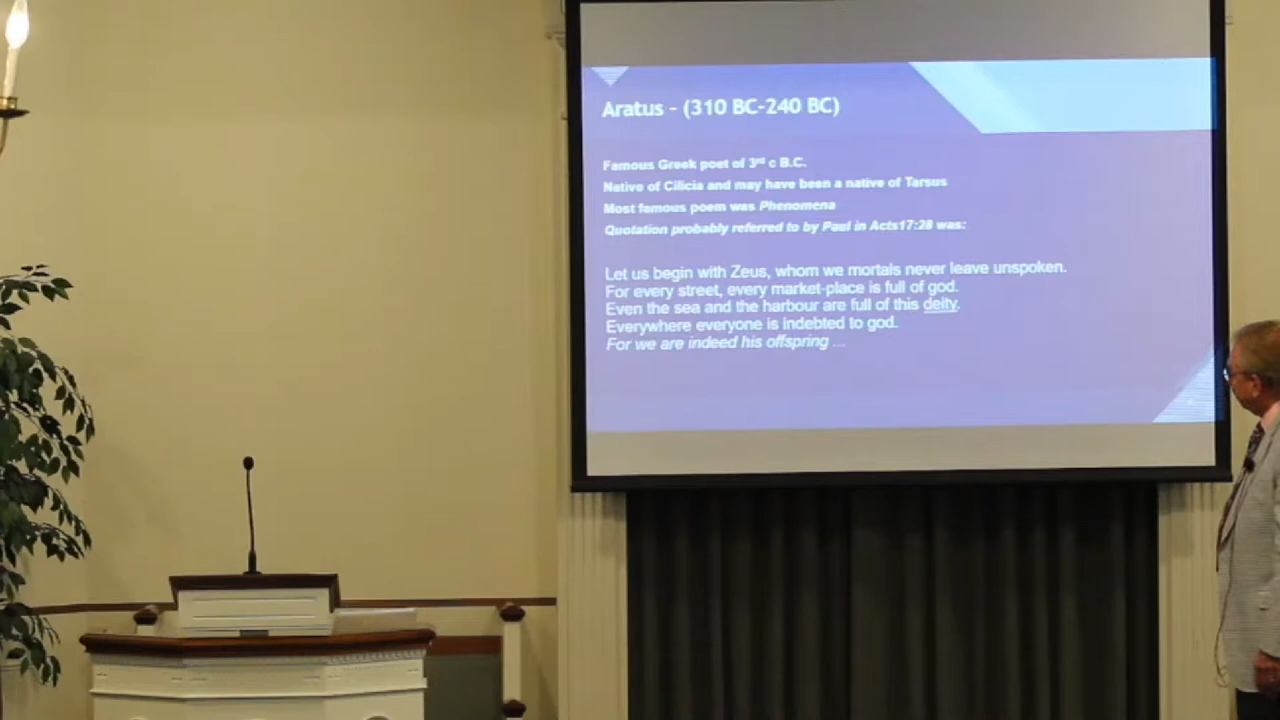 Aratus - (310 BC-240 BC)
Famous Greek poet of 3rd c B.C.
Native of Cilicia and may have been a native of Tarsus
Most famous poem was Phenomena
Quotation probably referred to by Paul in Acts17:28 was:
Let us begin with Zeus, whom we mortals never leave unspoken.
For every street, every market-place is full of god.
Even the sea and the harbour are full of this deity.
Everywhere everyone is indebted to god.
For we are indeed his offspring ...